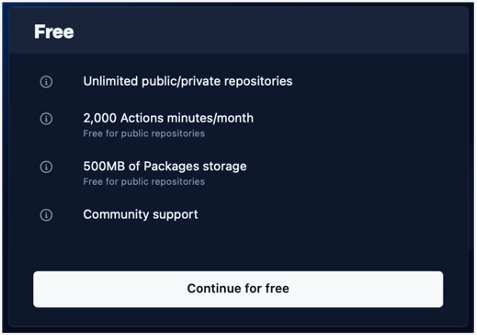 Free
Unlimited public/private repositories
2,000 Actions minutes/month
Free for public repositories
500MB of Packages storage
Free for public repositories
Community support
Continue for free